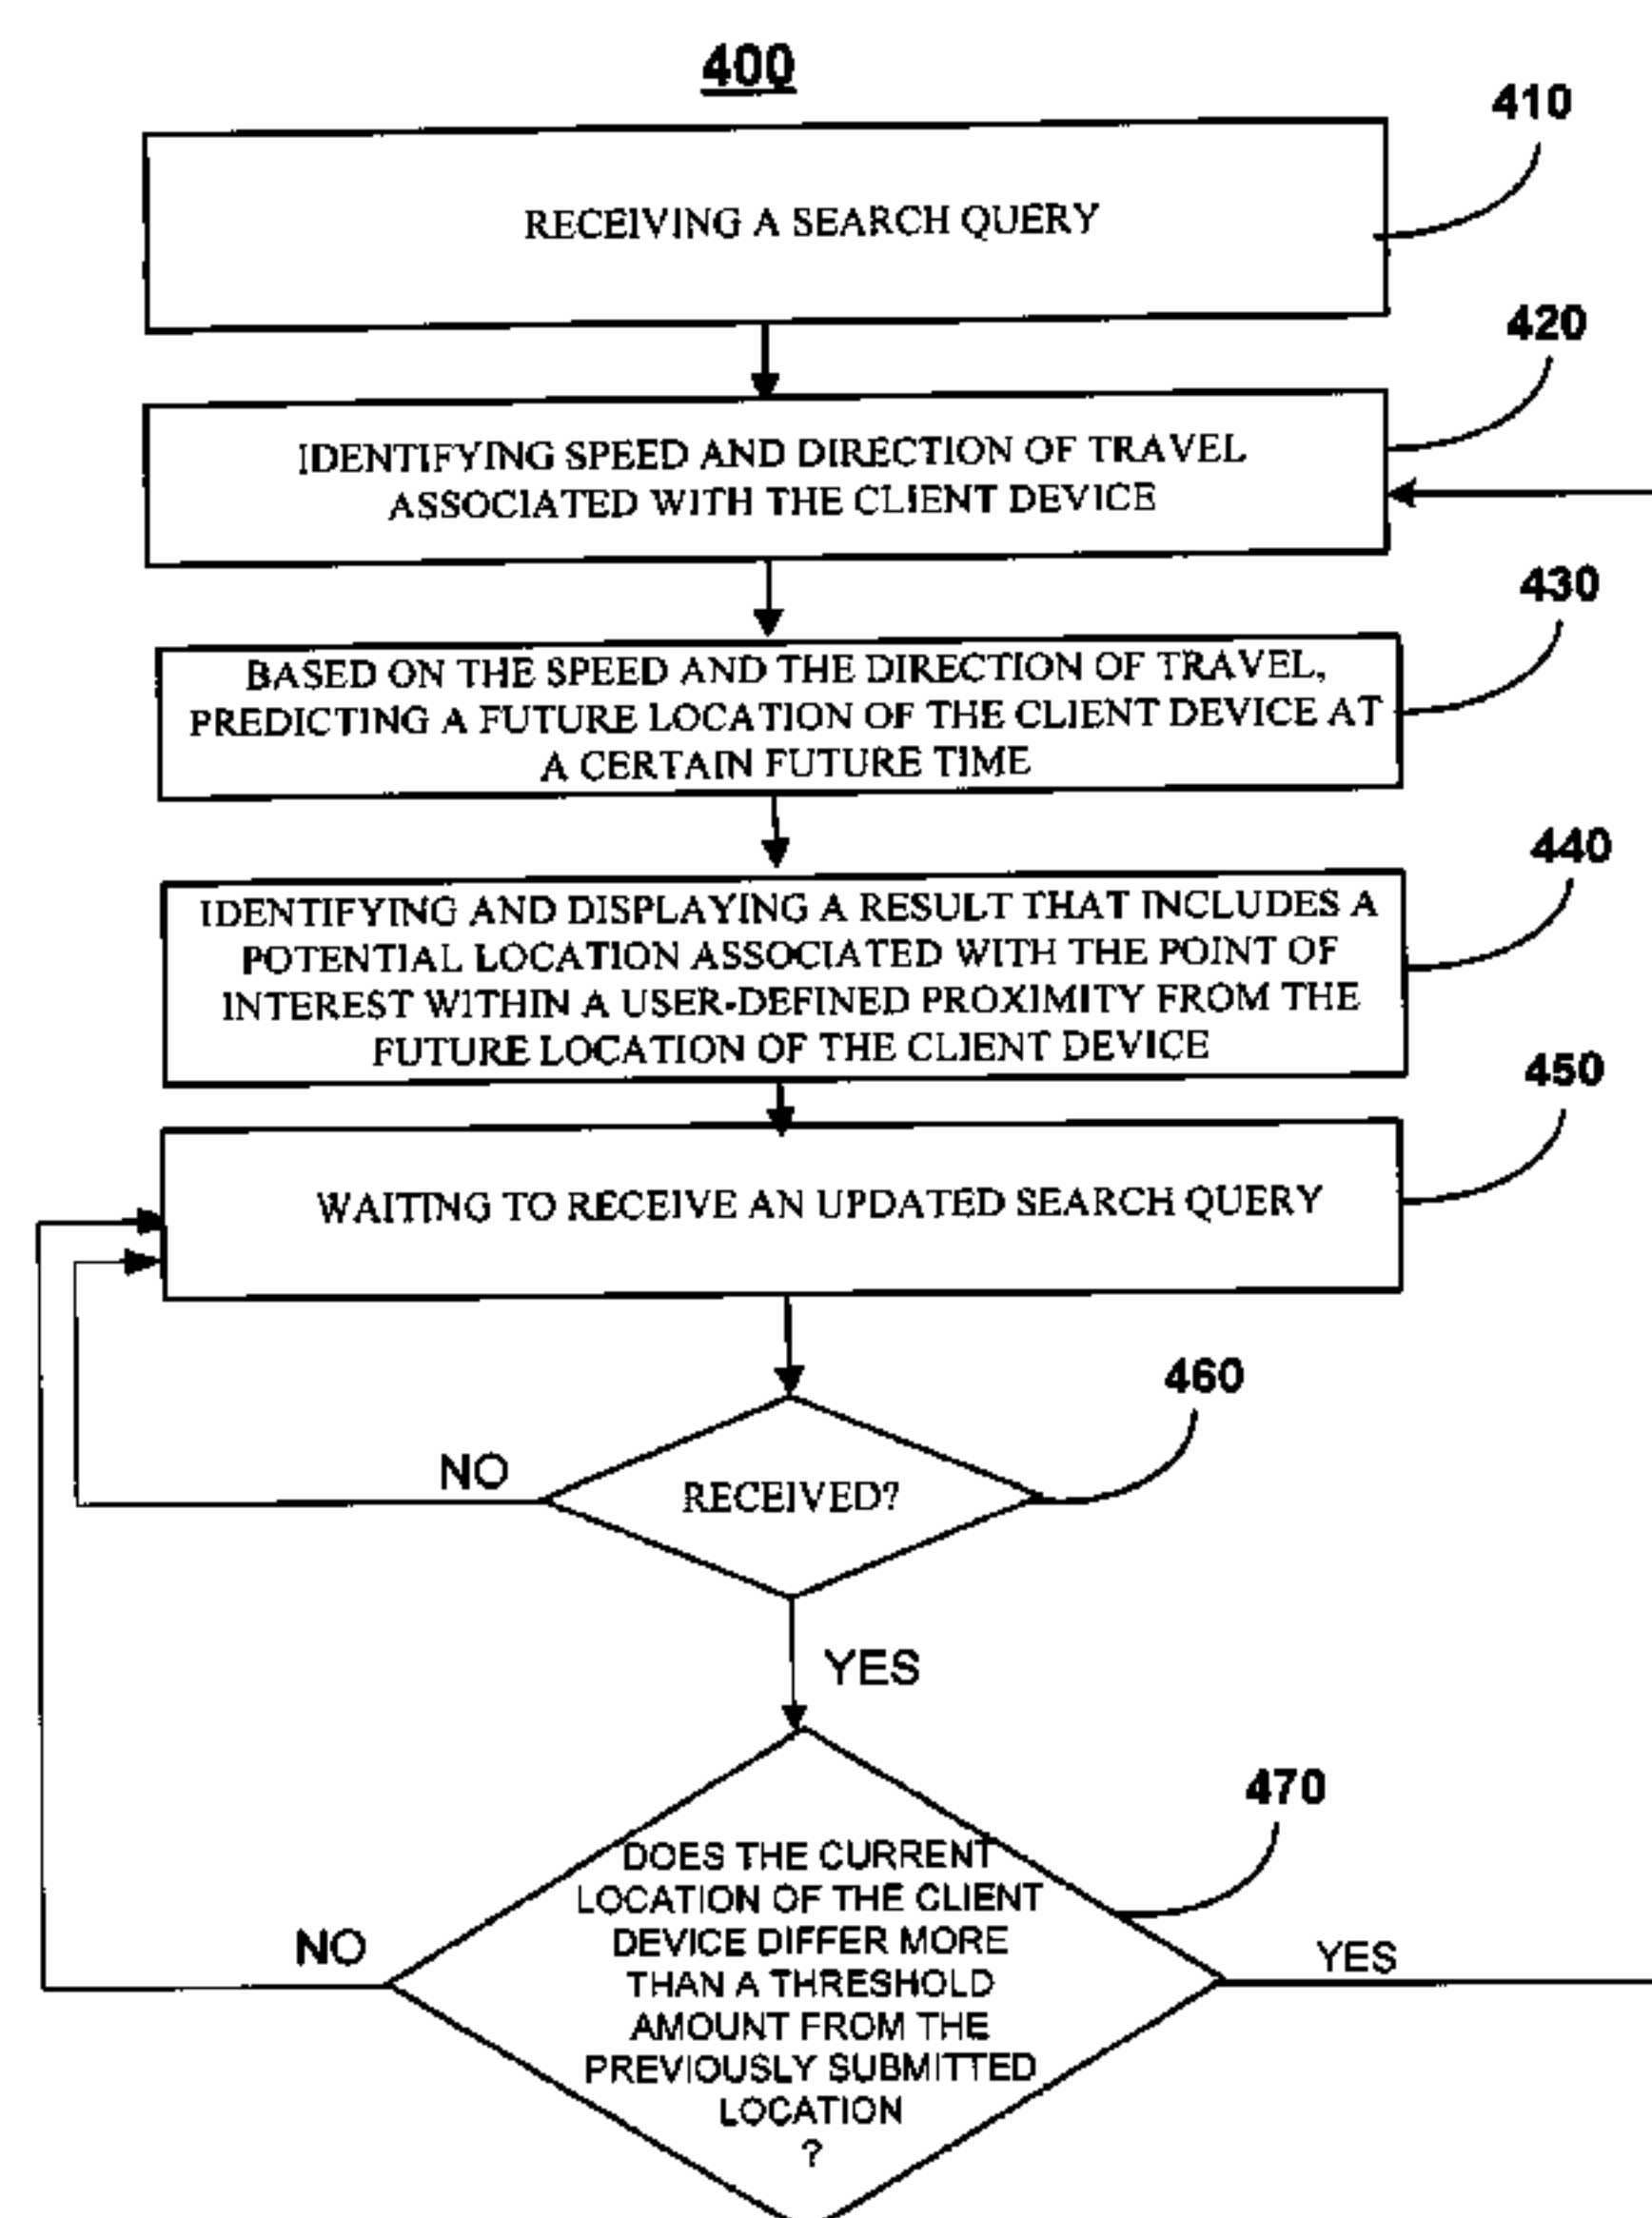 400
410
RECEIVING A SEARCH QUERY
420
IDENTIFYING SPEED AND DIRECTION OF TRAVEL
ASSOCIATED WITH THE CLIENT DEVICE
430
BASED ON THE SPEED AND THE DIRECTION OF TRAVEL,
PREDICTING A FUTURE LOCATION OF THE CLIENT DEVICE AT
A CERTAIN FUTURE TIME
440
IDENTIFYING AND DISPLAYING A RESULT THAT INCLUDES A
POTENTIAL LOCATION ASSOCIATED WITH THE POINT OF
INTEREST WITHIN A USER-DEFINED PROXIMITY FROM THE
FUTURE LOCATION OF THE CLIENT DEVICE
450
WAITING TO RECEIVE AN UPDATED SEARCH QUERY
460
NO
RECEIVED?
YES
470
DOES THE CURRENT
LOCATION OF THE CLIENT
DEVICE DIFFER MORE
THAN A THRESHOLD
AMOUNT FROM THE
PREVIOUSLY SUBMITTED
LOCATION
?
NO
YES